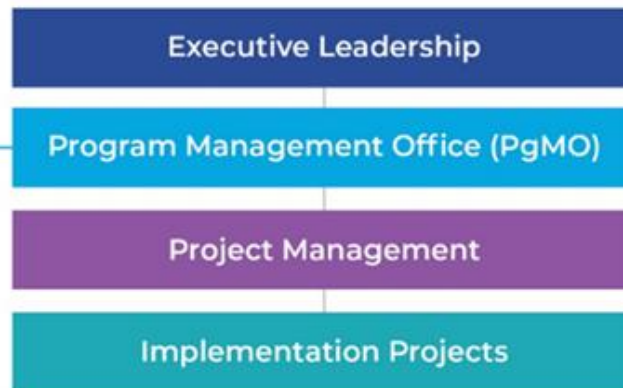 Executive Leadership
Program Management Office (PgMO)
Project Management
Implementation Projects